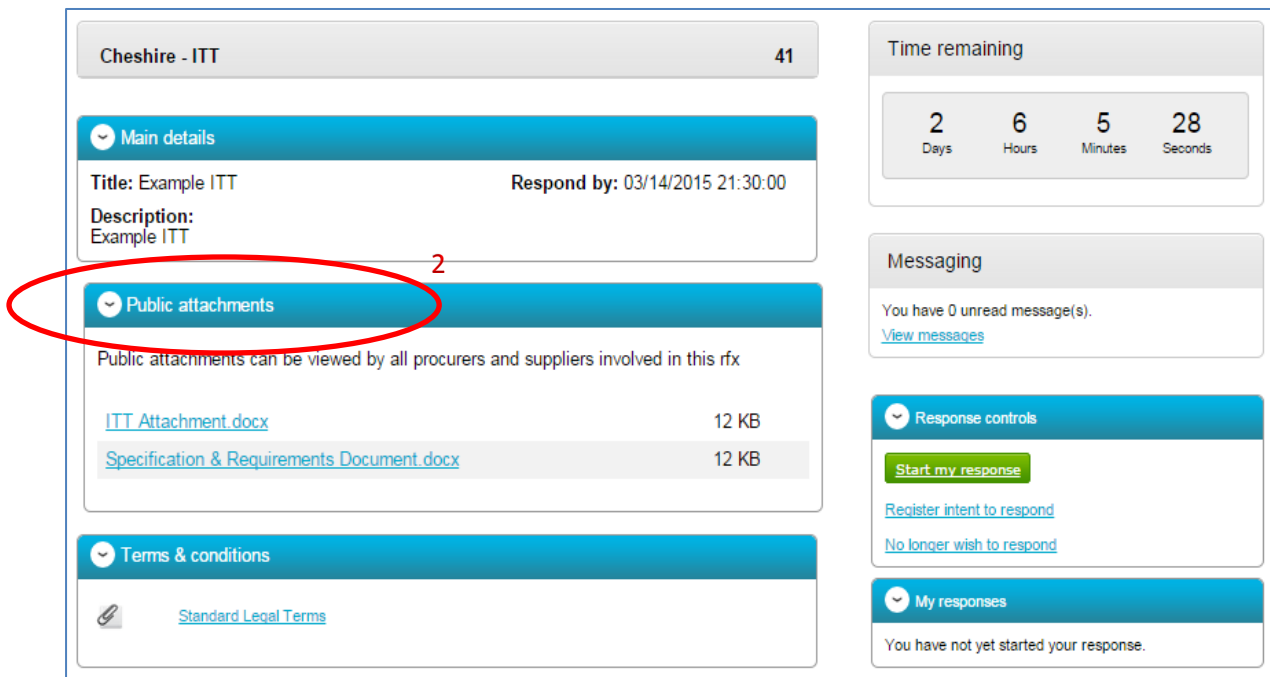 Cheshire - ITT 41
Main details
Title: Example ITT Respond by: 03/14/2015 21:30:00
Description:
Example ITT
2
Public attachments
Public attachments can be viewed by all procurers and suppliers involved in this rfx
ITT Attachment.docx 12 KB
Specification & Requirements Document.docx 12 KB
Terms & conditions
Standard Legal Terms
Time remaining
2 6 5 28
Days Hours Minutes Seconds
Messaging
You have 0 unread message(s).
View messages
Response controls
Start my response
Register intent to respond
No longer wish to respond
My responses
You have not yet started your response.